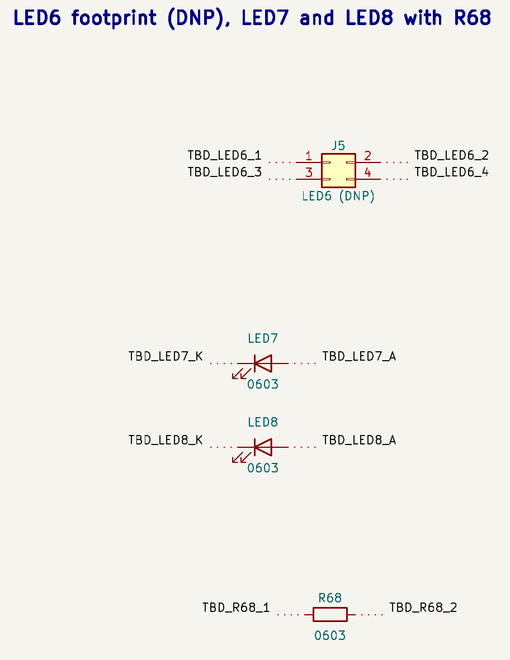 LED6 footprint (DNP), LED7 and LED8 with R68
J5
TBD_LED6_1 1 2 TBD_LED6_2
TBD_LED6_3 3 4 TBD_LED6_4
LED6 (DNP)
LED7
TBD_LED7_K TBD_LED7_A
0603
LED8
TBD_LED8_K TBD_LED8_A
0603
R68
TBD_R68_1 TBD_R68_2
0603